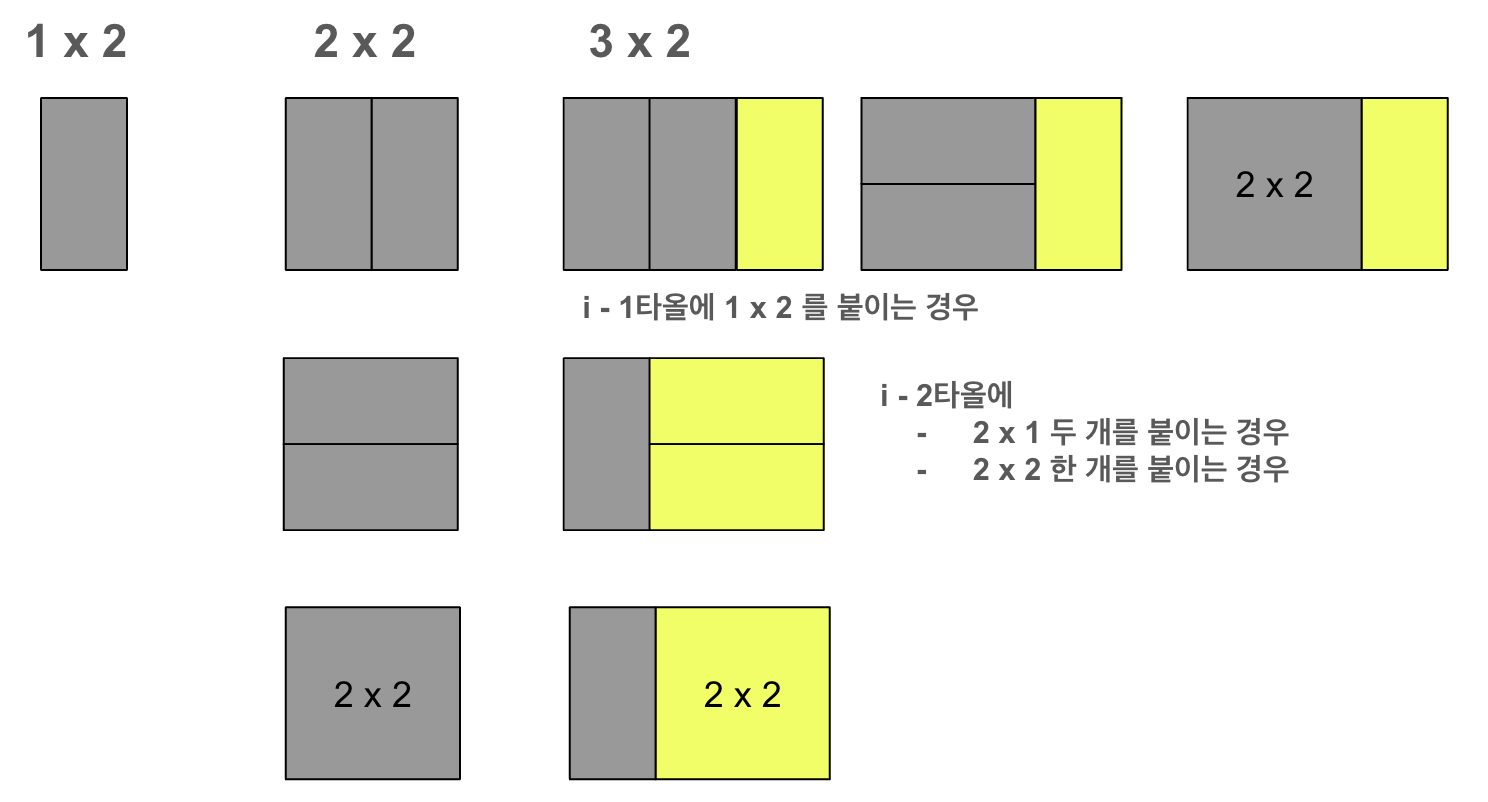 1 x 2
2 x 2
3 x 2
2 x 2
i - 1타올에 1 x 2 를 붙이는 경우
i - 2타올에
- 2 x 1 두 개를 붙이는 경우
- 2 x 2 한 개를 붙이는 경우
2 x 2
2 x 2